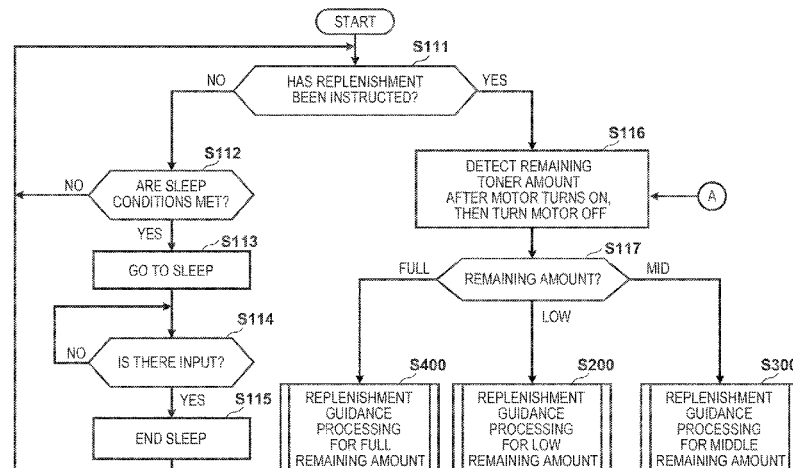 START
S111
HAS REPLENISHMENT
BEEN INSTRUCTED?
NO
YES
S112
ARE SLEEP
CONDITIONS MET?
NO
YES
S113
GO TO SLEEP
S114
IS THERE INPUT?
NO
YES
S115
END SLEEP
S116
DETECT REMAINING
TONER AMOUNT
AFTER MOTOR TURNS ON,
THEN TURN MOTOR OFF
A
S117
REMAINING AMOUNT?
FULL
LOW
MID
S400
REPLENISHMENT
GUIDANCE
PROCESSING
FOR FULL
REMAINING AMOUNT
S200
REPLENISHMENT
GUIDANCE
PROCESSING
FOR LOW
REMAINING AMOUNT
S300
REPLENISHMENT
GUIDANCE
PROCESSING
FOR MIDDLE
REMAINING AMOUNT